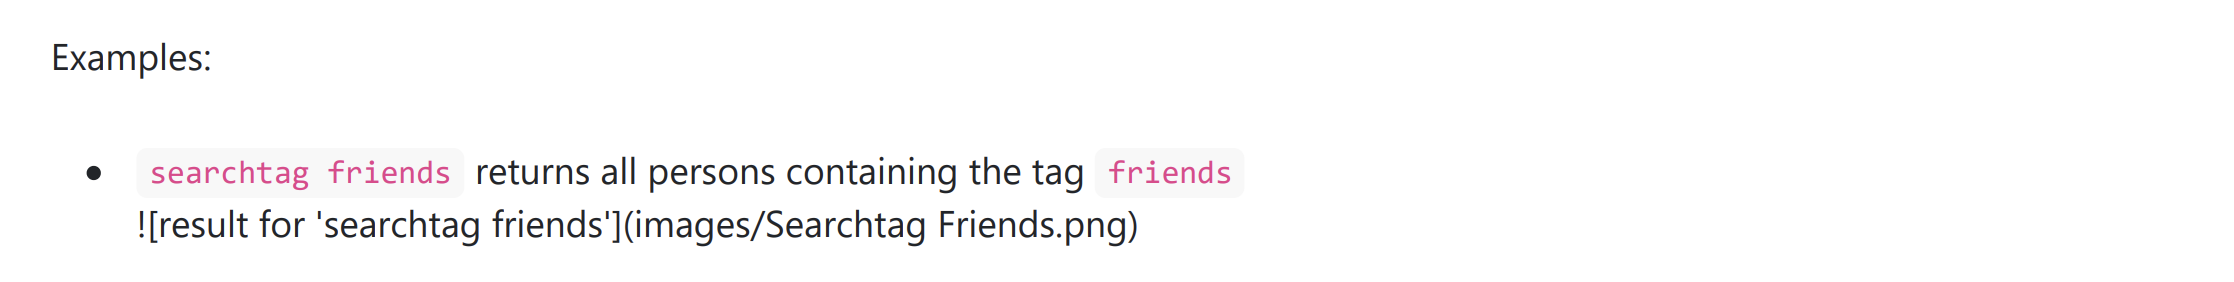 Examples:
searchtag friends returns all persons containing the tag friends
![result for 'searchtag friends'](images/Searchtag Friends.png)